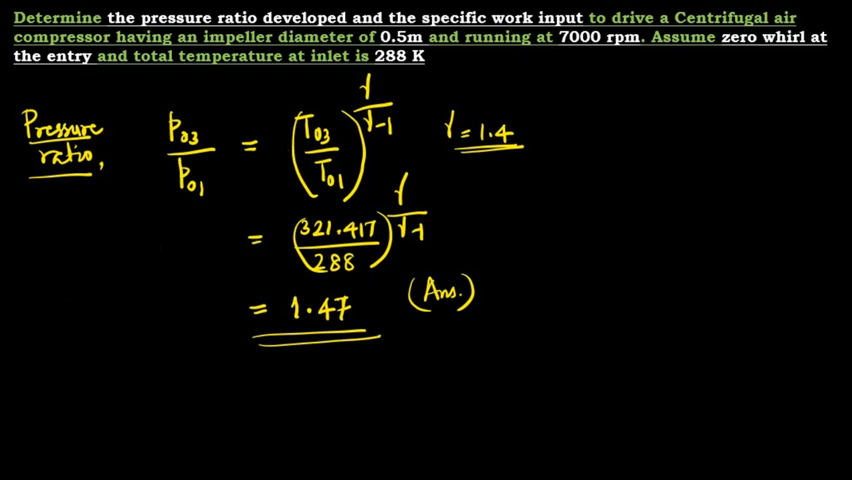 Determine the pressure ratio developed and the specific work input to drive a Centrifugal air
compressor having an impeller diameter of 0.5m and running at 7000 rpm. Assume zero whirl at
the entry and total temperature at inlet is 288 K
Pressure ratio, P03/P01 = (T03/T01)^γ/γ-1 γ = 1.4
= (321.417/288)^γ/γ-1
= 1.47 (Ans.)